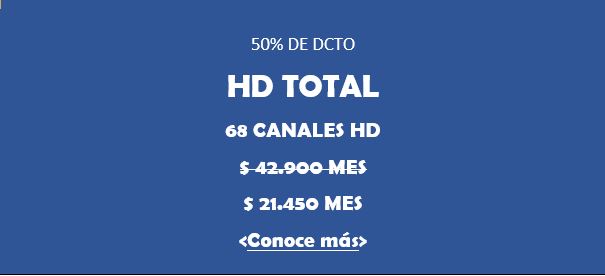 50% DE DCTO
HD TOTAL
68 CANALES HD
$ 42.900 MES
$ 21.450 MES
<Conoce más>